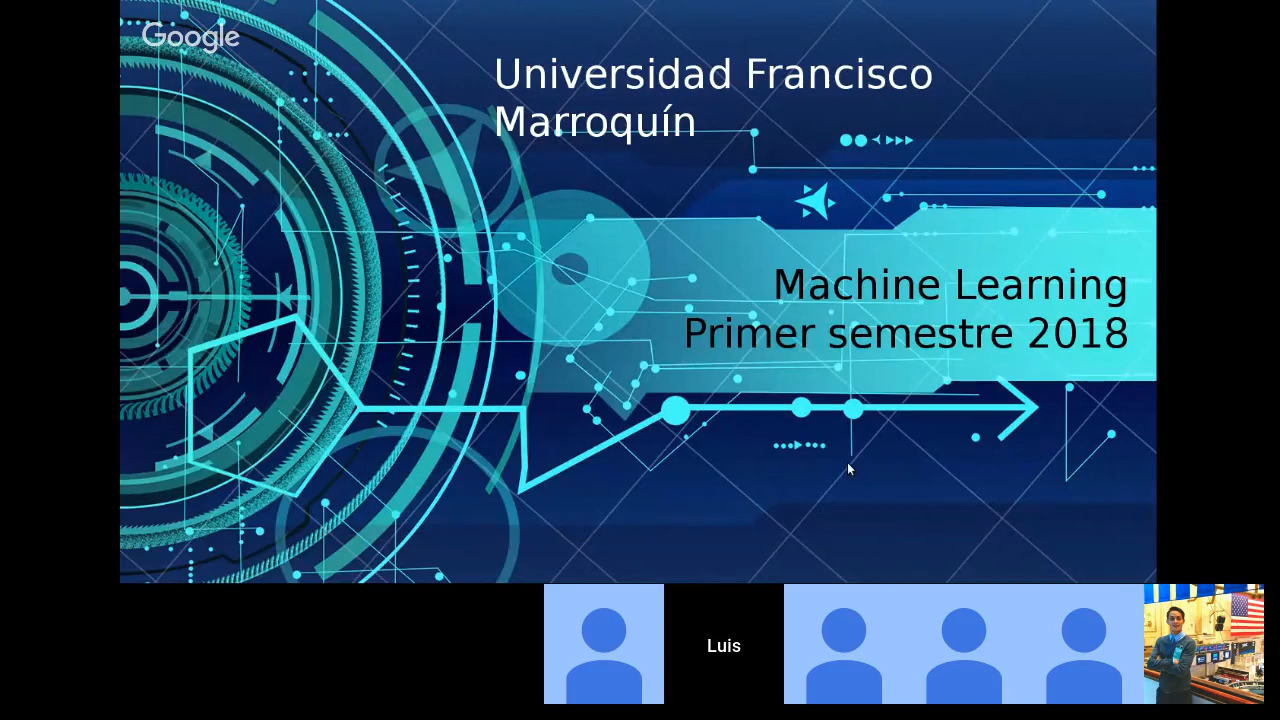 Google
Universidad Francisco
Marroquín
Machine Learning
Primer semestre 2018
Luis